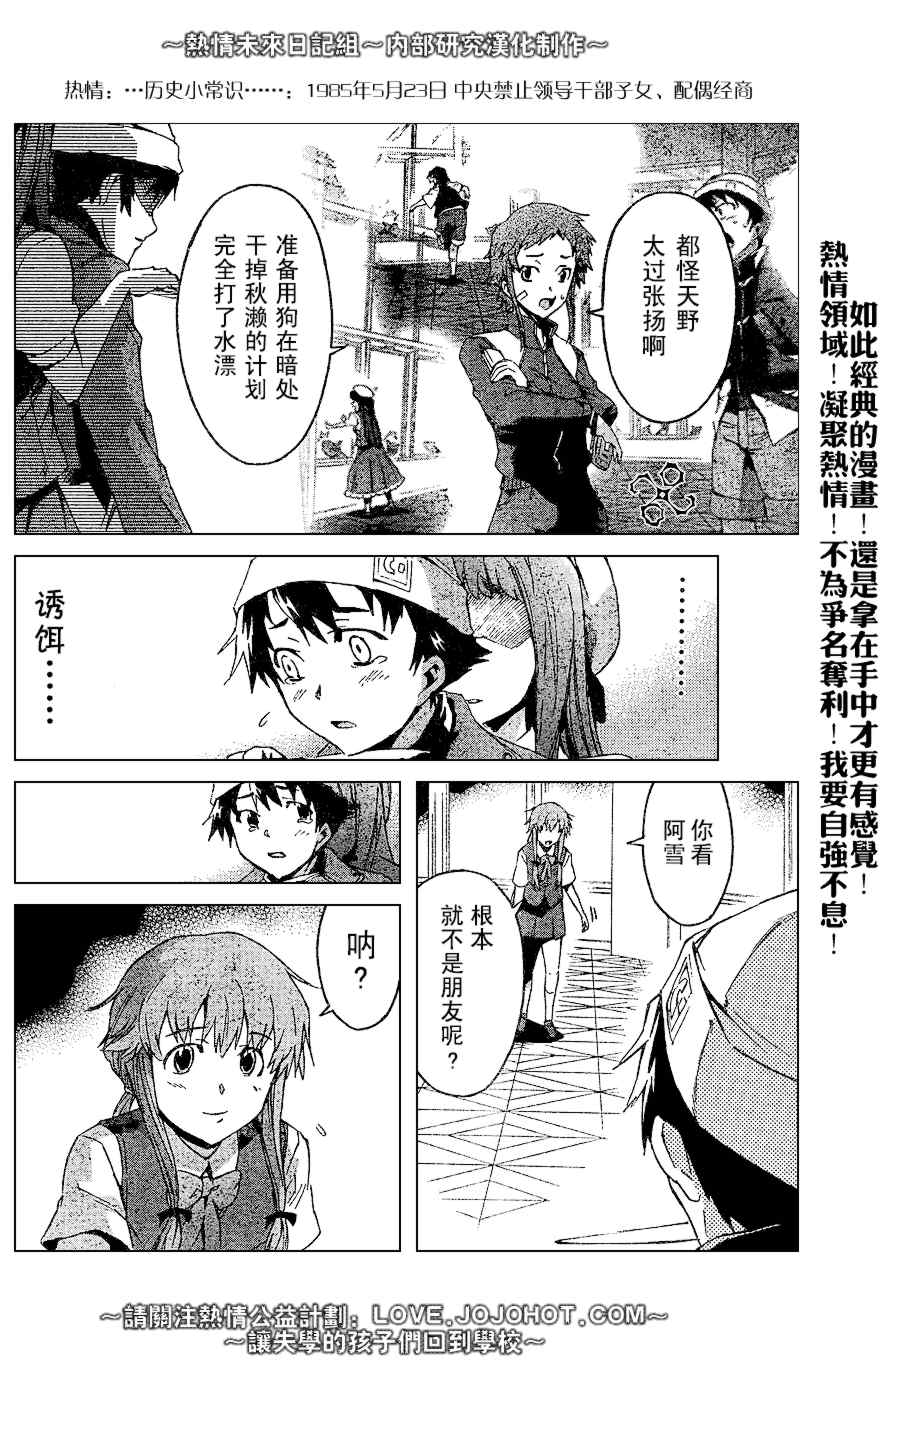 ～熱情未來日記組～内部研究漢化制作～
热情：…历史小常识……：1985年5月23日 中央禁止领导干部子女、配偶经商
都怪天野
太过张扬
啊
准备用狗在暗处
干掉秋濑的计划
完全打了水
漂
………
诱饵………
你看
阿雪
根本
就不是朋友呢？
呐？
如此經典的漫畫！還是拿在手中才更有感覺！
熱情領域！凝聚熱情！不為爭名奪利！我要自強不息！
～請關注熱情公益計劃：LOVE.JOJOHOT.COM～
～讓失學的孩子們回到學校～